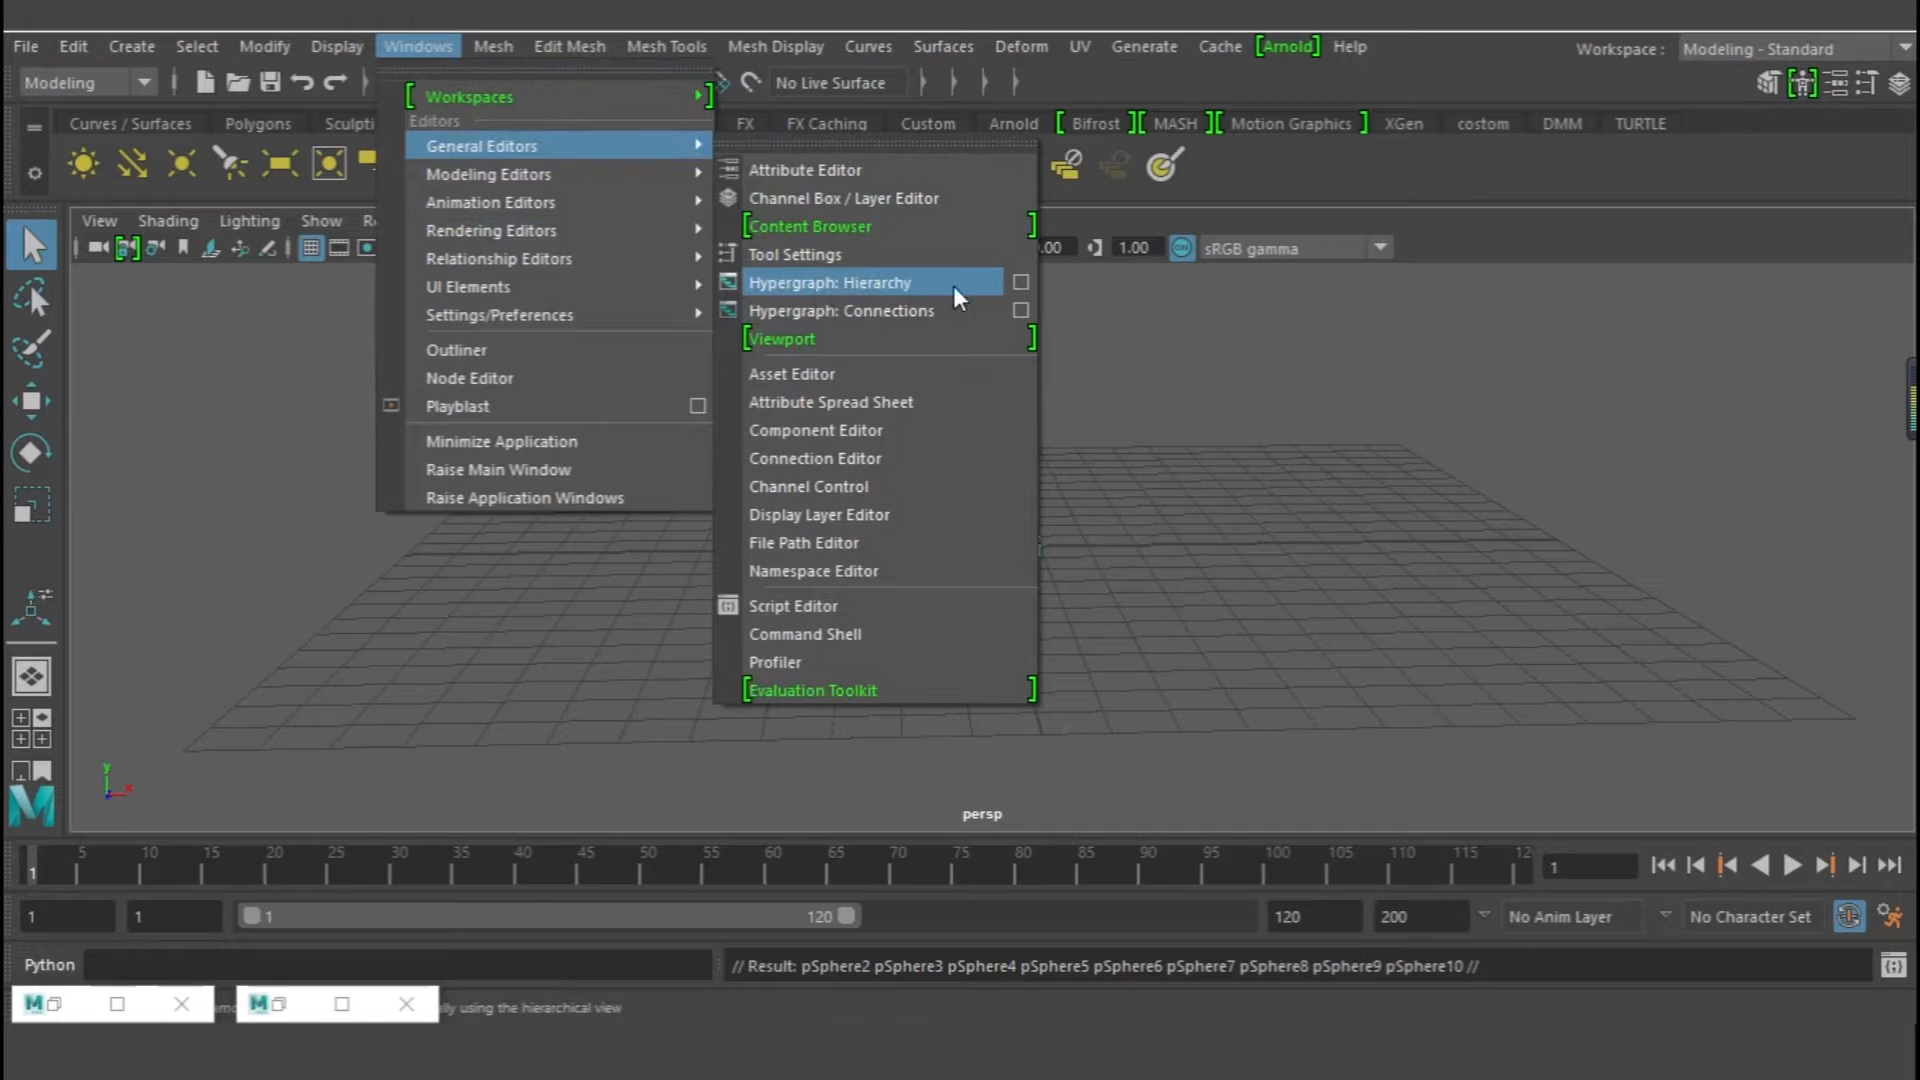 File Edit Create Select Modify Display Windows Mesh Edit Mesh Mesh Tools Mesh Display Curves Surfaces Deform UV Generate Cache [Arnold] Help Workspace : Modeling - Standard
Modeling No Live Surface
Curves / Surfaces Polygons Sculpti FX FX Caching Custom Arnold [ Bifrost ][ MASH ][ Motion Graphics ] XGen costom DMM TURTLE
Workspaces
Editors
General Editors
Modeling Editors
Animation Editors
Rendering Editors
Relationship Editors
UI Elements
Settings/Preferences
Outliner
Node Editor
Playblast
Minimize Application
Raise Main Window
Raise Application Windows
Attribute Editor
Channel Box / Layer Editor
Content Browser
Tool Settings
Hypergraph: Hierarchy
Hypergraph: Connections
Viewport
Asset Editor
Attribute Spread Sheet
Component Editor
Connection Editor
Channel Control
Display Layer Editor
File Path Editor
Namespace Editor
Script Editor
Command Shell
Profiler
Evaluation Toolkit
View Shading Lighting Show R
.00 1.00 ON sRGB gamma
y
x
persp
1 5 10 15 20 25 30 35 40 45 50 55 60 65 70 75 80 85 90 95 100 105 110 115 12 1
1 1 1 120 120 200 No Anim Layer No Character Set
Python // Result: pSphere2 pSphere3 pSphere4 pSphere5 pSphere6 pSphere7 pSphere8 pSphere9 pSphere10 //
M M lly using the hierarchical view